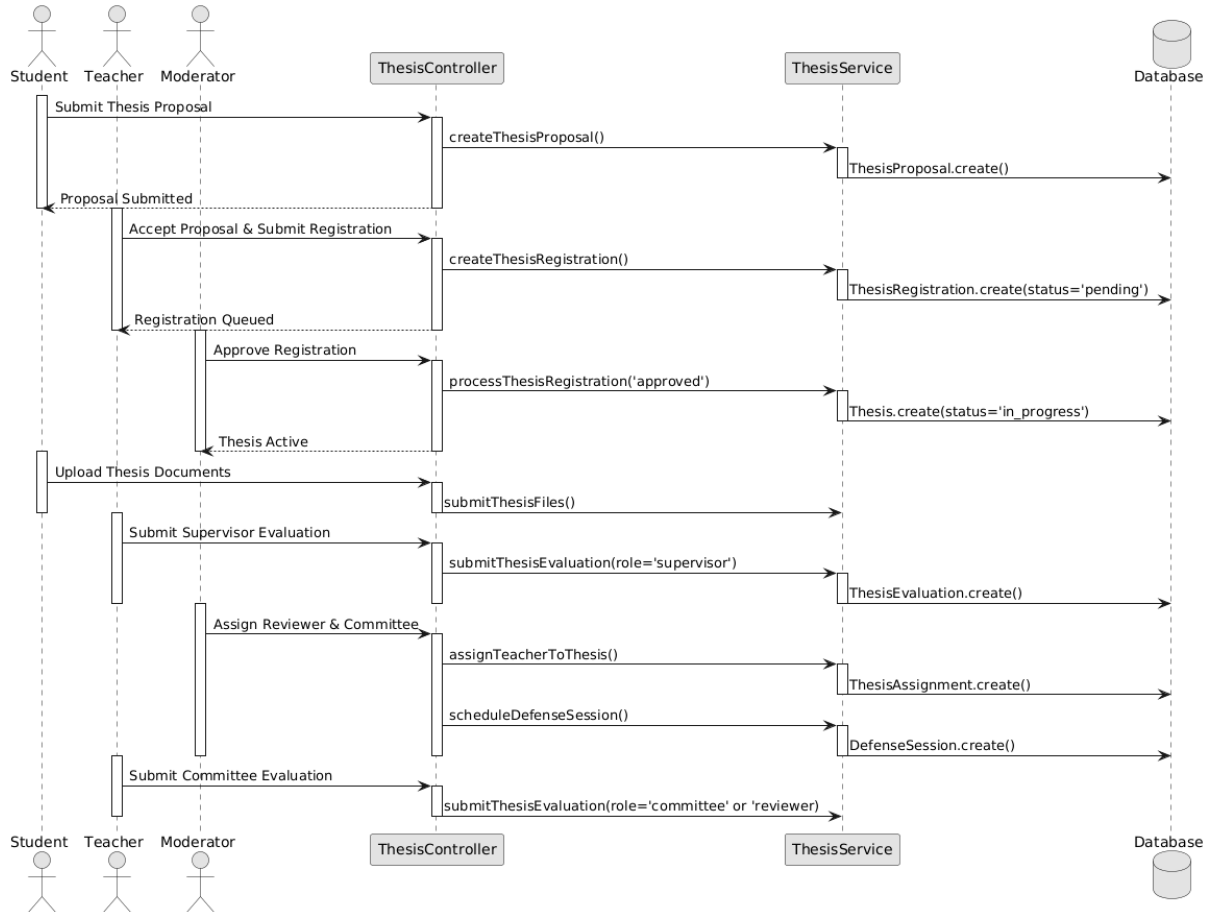 Student Teacher Moderator ThesisController ThesisService Database
Submit Thesis Proposal
createThesisProposal()
ThesisProposal.create()
Proposal Submitted
Accept Proposal & Submit Registration
createThesisRegistration()
ThesisRegistration.create(status='pending')
Registration Queued
Approve Registration
processThesisRegistration('approved')
Thesis.create(status='in_progress')
Thesis Active
Upload Thesis Documents
submitThesisFiles()
Submit Supervisor Evaluation
submitThesisEvaluation(role='supervisor')
ThesisEvaluation.create()
Assign Reviewer & Committee
assignTeacherToThesis()
ThesisAssignment.create()
scheduleDefenseSession()
DefenseSession.create()
Submit Committee Evaluation
submitThesisEvaluation(role='committee' or 'reviewer)
Student Teacher Moderator ThesisController ThesisService Database